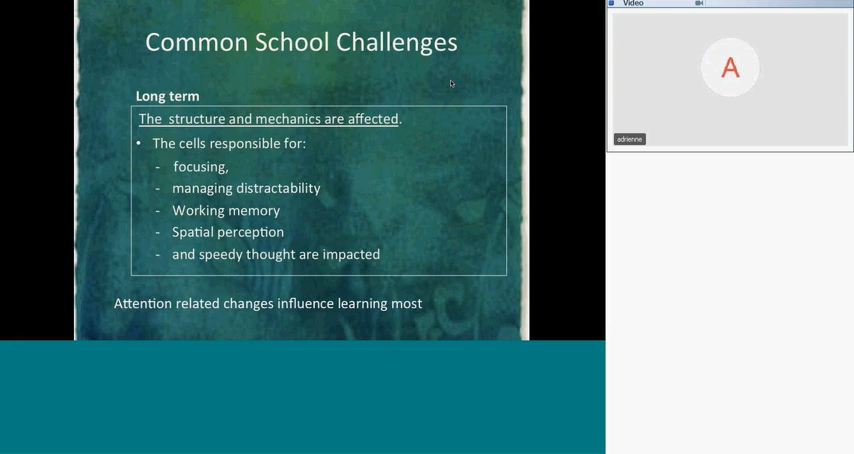 Common School Challenges
Long term
The structure and mechanics are affected.
• The cells responsible for:
- focusing,
- managing distractability
- Working memory
- Spatial perception
- and speedy thought are impacted
Attention related changes influence learning most
Video
A
adrienne